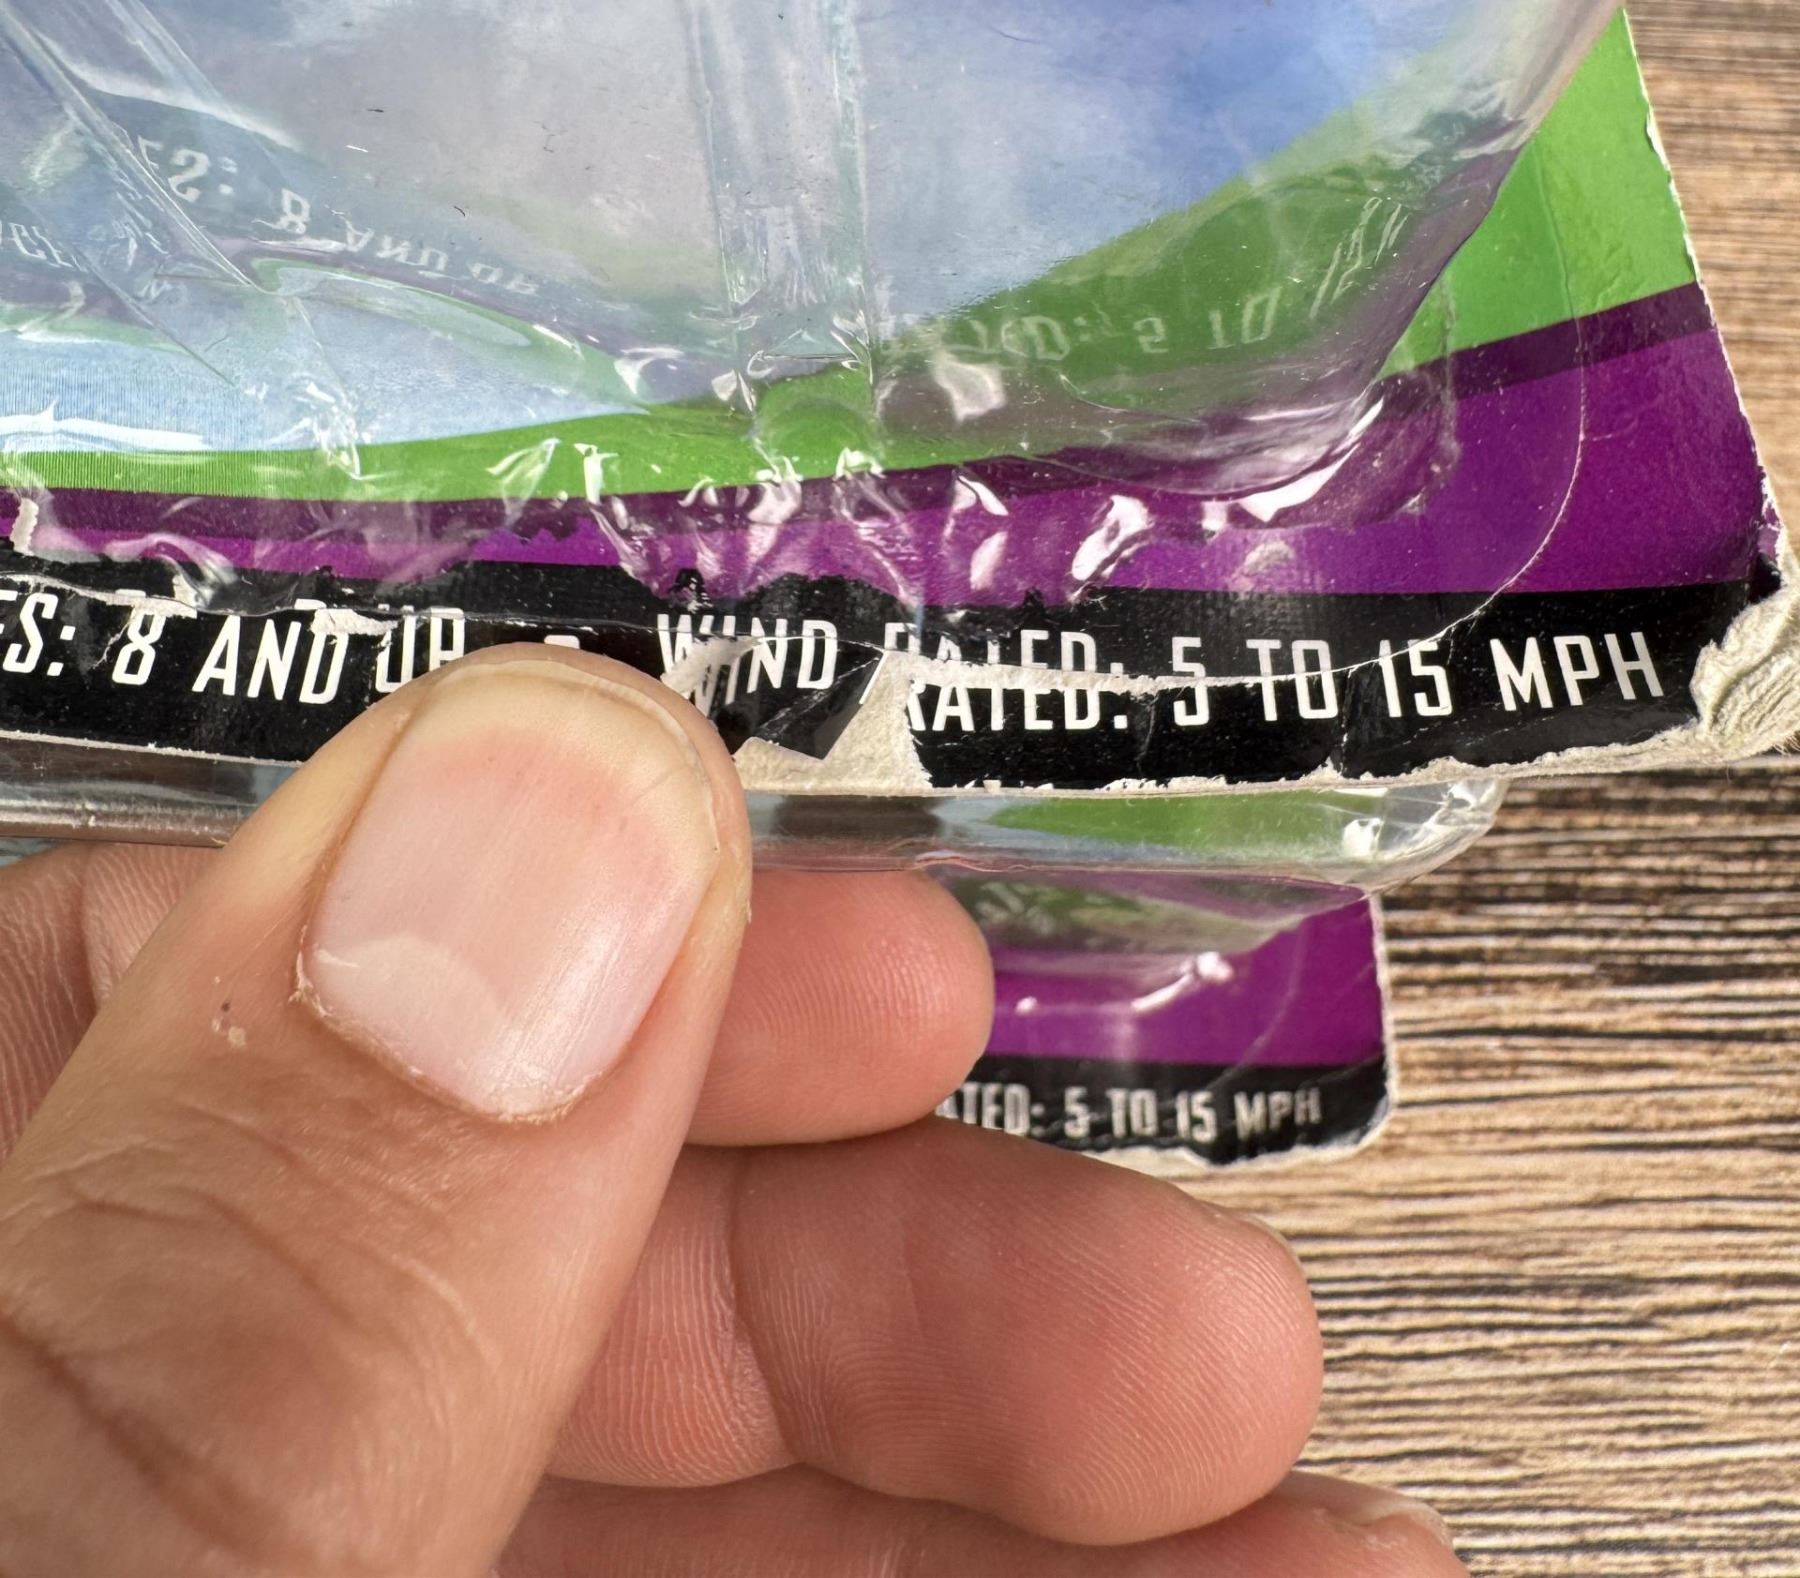 ES: 8 AND UP - WIND RATED: 5 TO 15 MPH
ATED: 5 TO 15 MPH